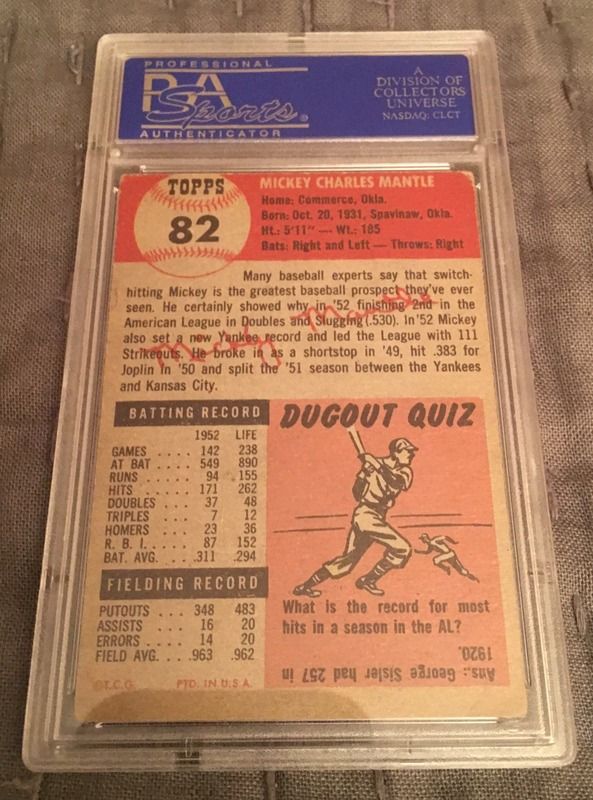 PROFESSIONAL
PSA
Sports®
AUTHENTICATOR
A
DIVISION OF
COLLECTORS
UNIVERSE
NASDAQ: CLCT
TOPPS
82
MICKEY CHARLES MANTLE
Home: Commerce, Okla.
Born: Oct. 20, 1931, Spavinaw, Okla.
Ht.: 5'11" — Wt.: 185
Bats: Right and Left — Throws: Right
Many baseball experts say that switch-
hitting Mickey is the greatest baseball prospect they've ever
seen. He certainly showed why in '52 finishing 2nd in the
American League in Doubles and Slugging (.530). In '52 Mickey
also set a new Yankee record and led the League with 111
Strikeouts. He broke in as a shortstop in '49, hit .383 for
Joplin in '50 and split the '51 season between the Yankees
and Kansas City.
Mickey Mantle
BATTING RECORD
1952 LIFE
GAMES .... 142 238
AT BAT .... 549 890
RUNS .... 94 155
HITS .... 171 262
DOUBLES ... 37 48
TRIPLES ... 7 12
HOMERS ... 23 36
R. B. I. .... 87 152
BAT. AVG. ... .311 .294
FIELDING RECORD
PUTOUTS ... 348 483
ASSISTS ... 16 20
ERRORS ... 14 20
FIELD AVG. ... .963 .962
©T.C.G. PTD. IN U.S.A.
DUGOUT QUIZ
What is the record for most
hits in a season in the AL?
Ans.: George Sisler had 257 in
1920.